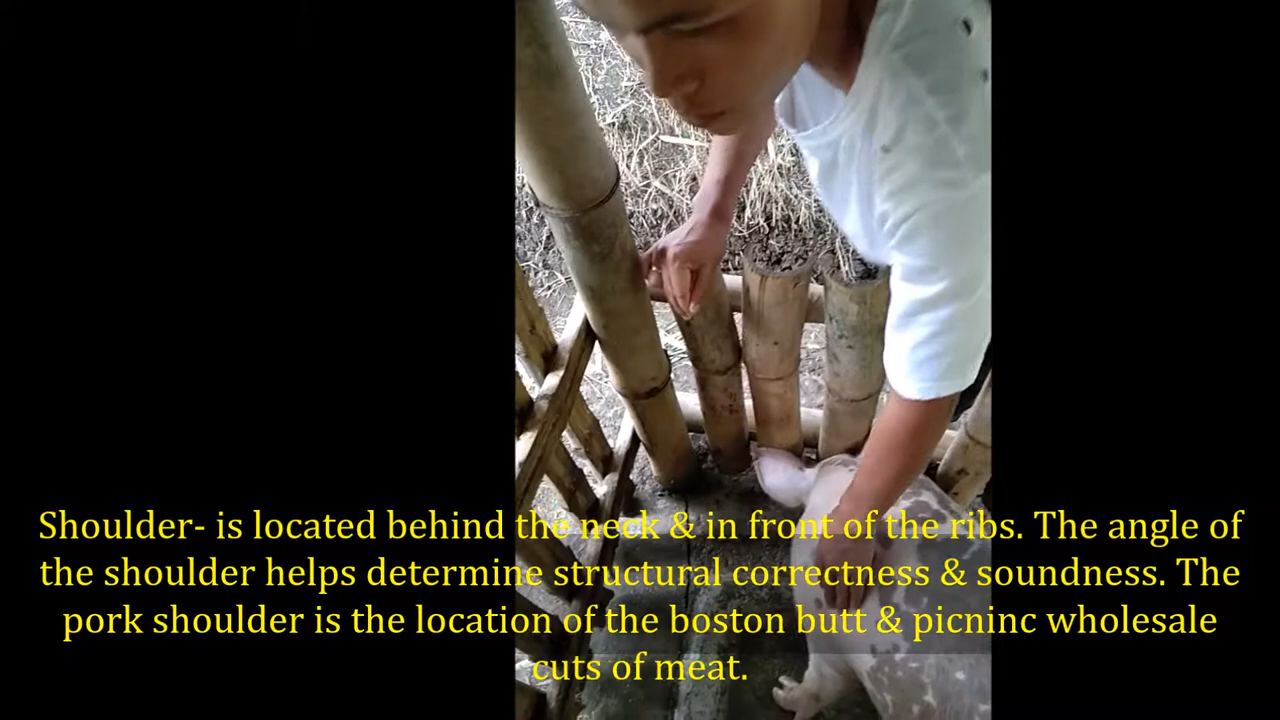 Shoulder- is located behind the neck & in front of the ribs. The angle of
the shoulder helps determine structural correctness & soundness. The
pork shoulder is the location of the boston butt & picninc wholesale
cuts of meat.